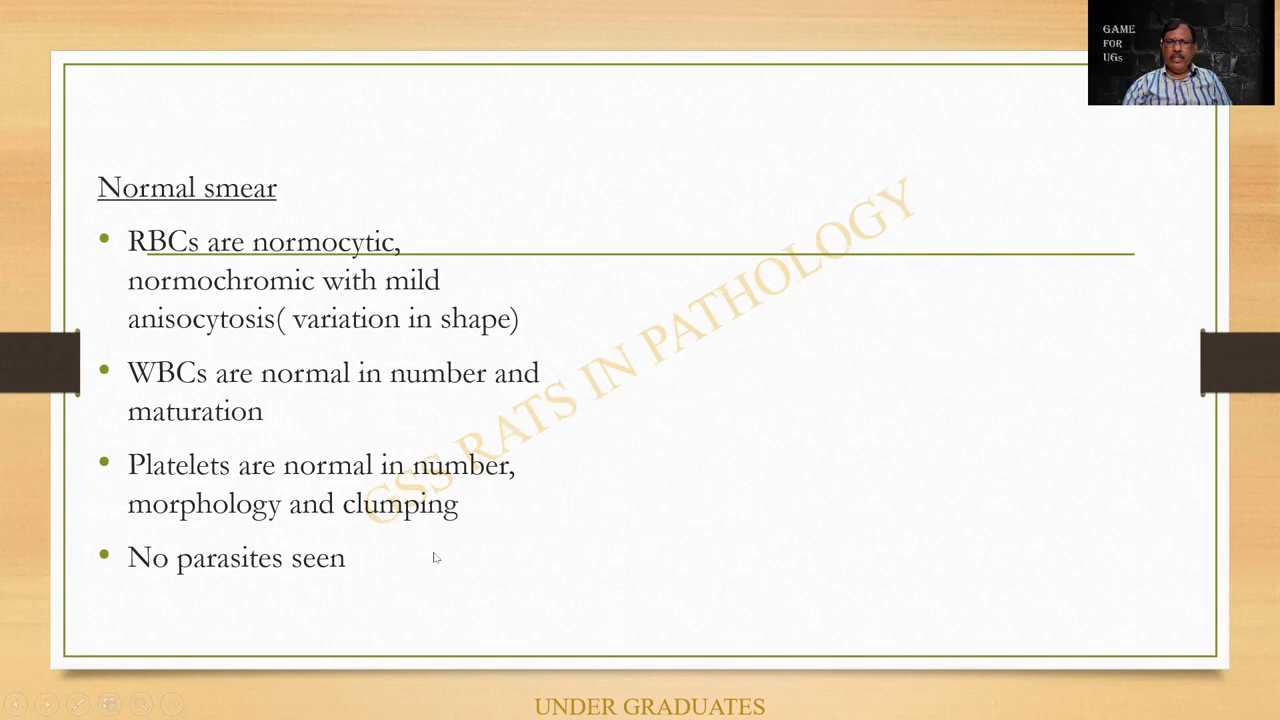 GAME
FOR
UGs
Normal smear
• RBCs are normocytic,
normochromic with mild
anisocytosis( variation in shape)
• WBCs are normal in number and
maturation
• Platelets are normal in number,
morphology and clumping
• No parasites seen
GSS RATS IN PATHOLOGY
UNDER GRADUATES